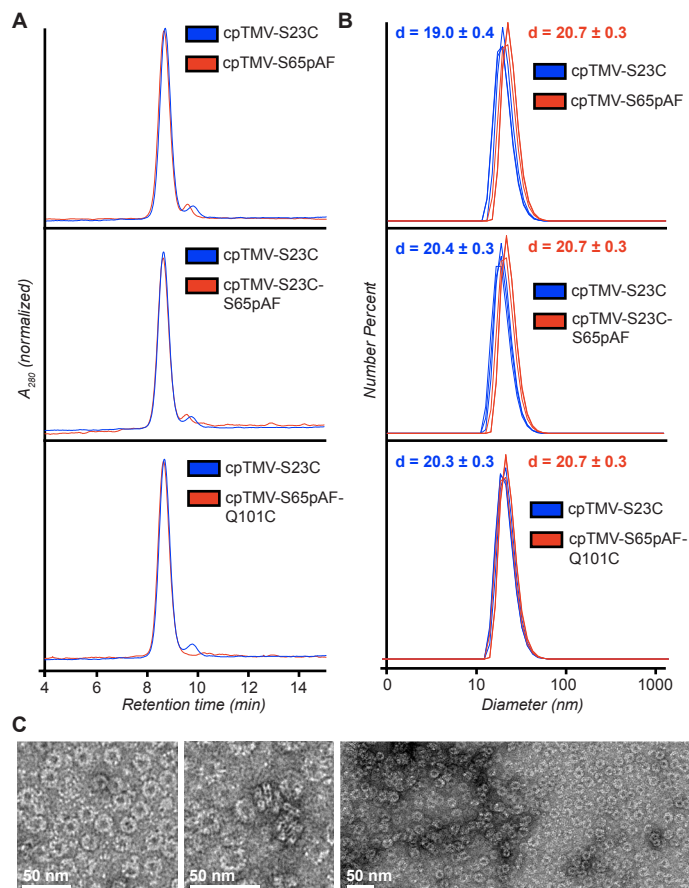 A
cpTMV-S23C
cpTMV-S65pAF
cpTMV-S23C
cpTMV-S23C-
S65pAF
cpTMV-S23C
cpTMV-S65pAF-
Q101C
A280 (normalized)
4 6 8 10 12 14
Retention time (min)
B
d = 19.0 ± 0.4 d = 20.7 ± 0.3
cpTMV-S23C
cpTMV-S65pAF
d = 20.4 ± 0.3 d = 20.7 ± 0.3
cpTMV-S23C
cpTMV-S23C-
S65pAF
d = 20.3 ± 0.3 d = 20.7 ± 0.3
cpTMV-S23C
cpTMV-S65pAF-
Q101C
Number Percent
0 10 100 1000
Diameter (nm)
C
50 nm
50 nm
50 nm